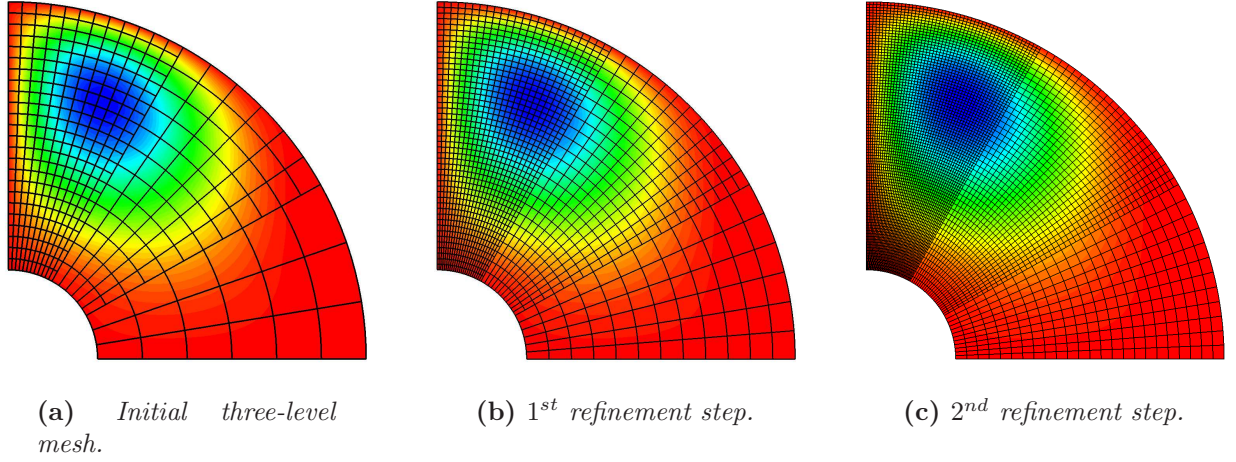 (a) Initial three-level
mesh.
(b) 1st refinement step.
(c) 2nd refinement step.